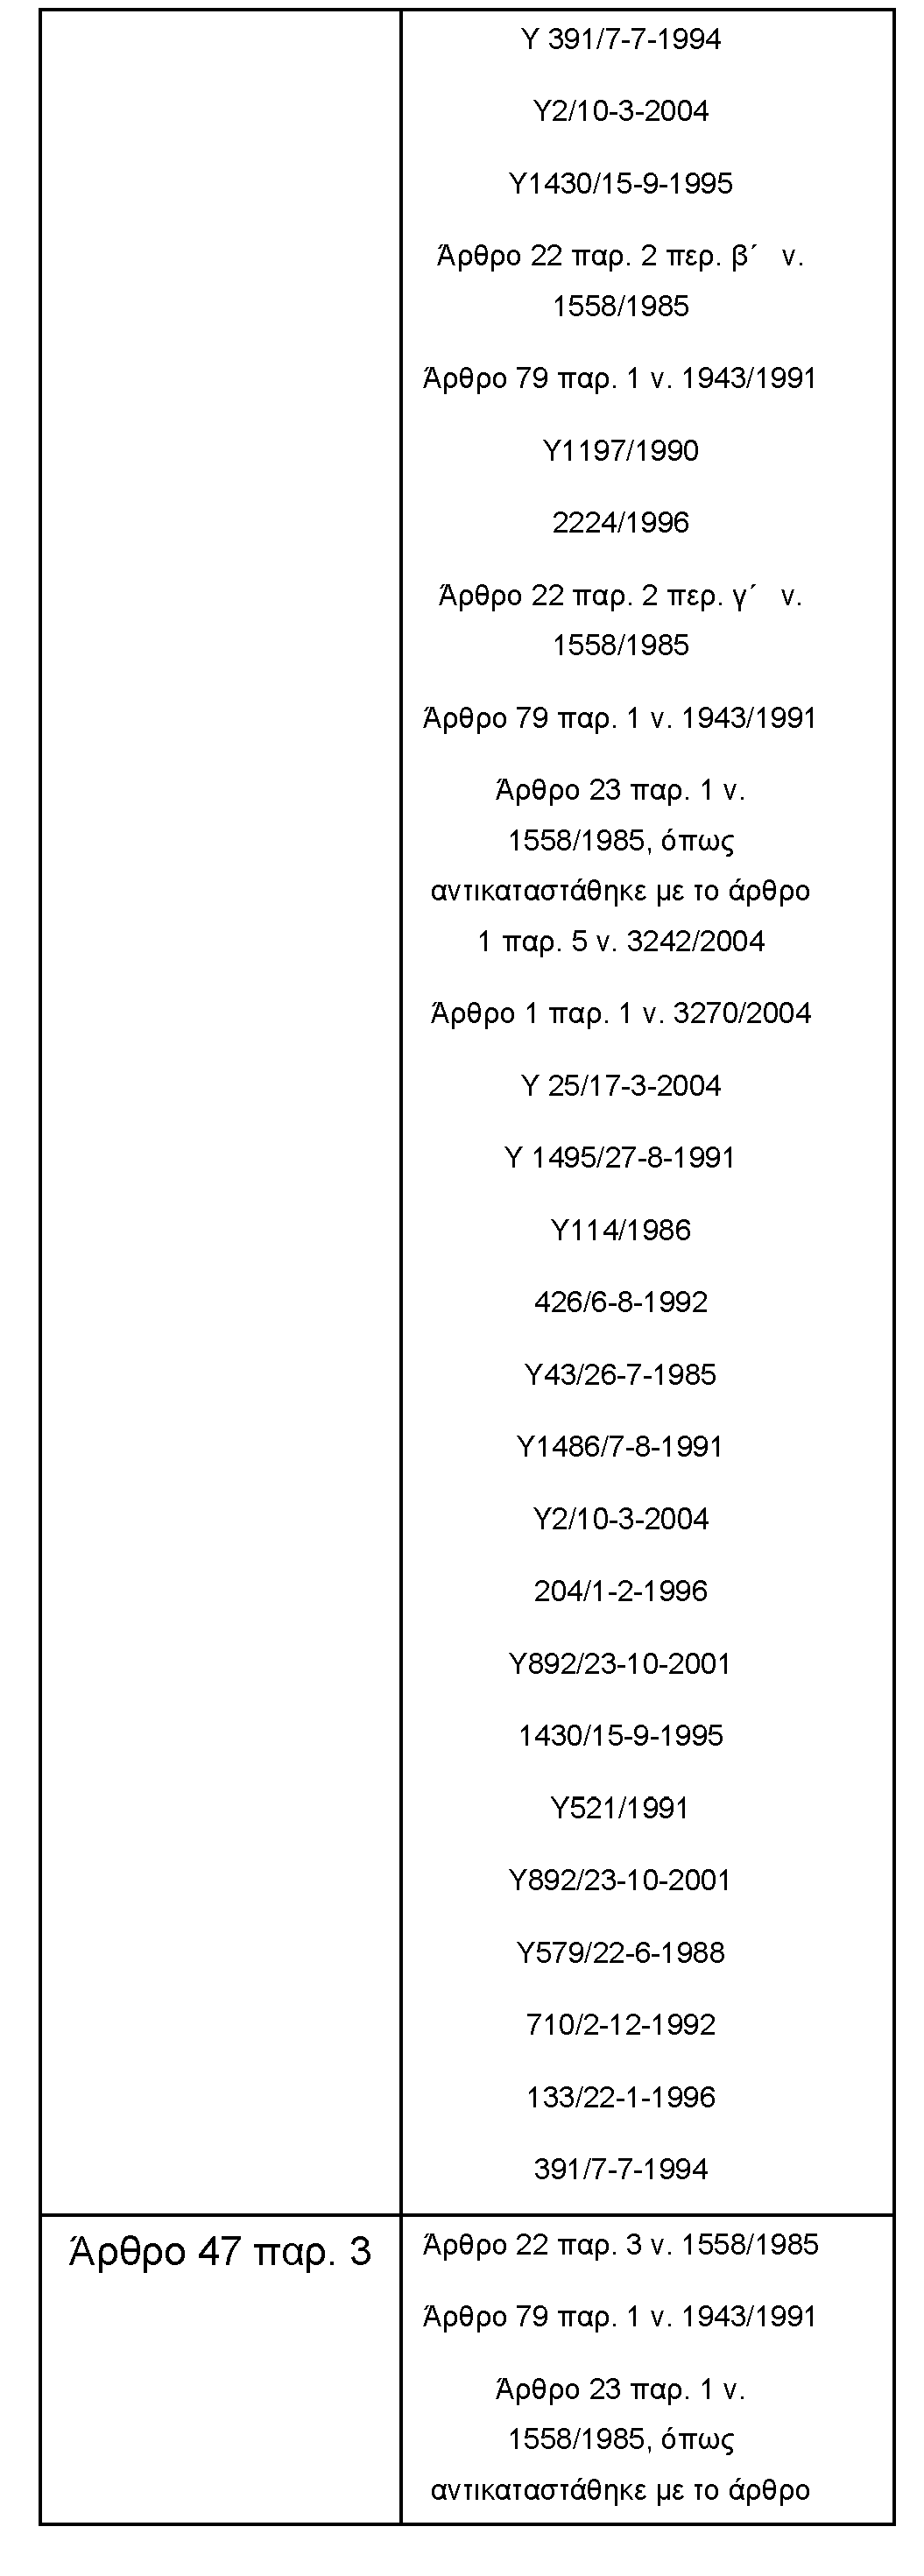 Υ 391/7-7-1994
Υ2/10-3-2004
Υ1430/15-9-1995
Άρθρο 22 παρ. 2 περ. β΄ ν.
1558/1985
Άρθρο 79 παρ. 1 ν. 1943/1991
Υ1197/1990
2224/1996
Άρθρο 22 παρ. 2 περ. γ΄ ν.
1558/1985
Άρθρο 79 παρ. 1 ν. 1943/1991
Άρθρο 23 παρ. 1 ν.
1558/1985, όπως
αντικαταστάθηκε με το άρθρο
1 παρ. 5 ν. 3242/2004
Άρθρο 1 παρ. 1 ν. 3270/2004
Υ 25/17-3-2004
Υ 1495/27-8-1991
Υ114/1986
426/6-8-1992
Υ43/26-7-1985
Υ1486/7-8-1991
Υ2/10-3-2004
204/1-2-1996
Υ892/23-10-2001
1430/15-9-1995
Υ521/1991
Υ892/23-10-2001
Υ579/22-6-1988
710/2-12-1992
133/22-1-1996
391/7-7-1994
Άρθρο 47 παρ. 3
Άρθρο 22 παρ. 3 ν. 1558/1985
Άρθρο 79 παρ. 1 ν. 1943/1991
Άρθρο 23 παρ. 1 ν.
1558/1985, όπως
αντικαταστάθηκε με το άρθρο